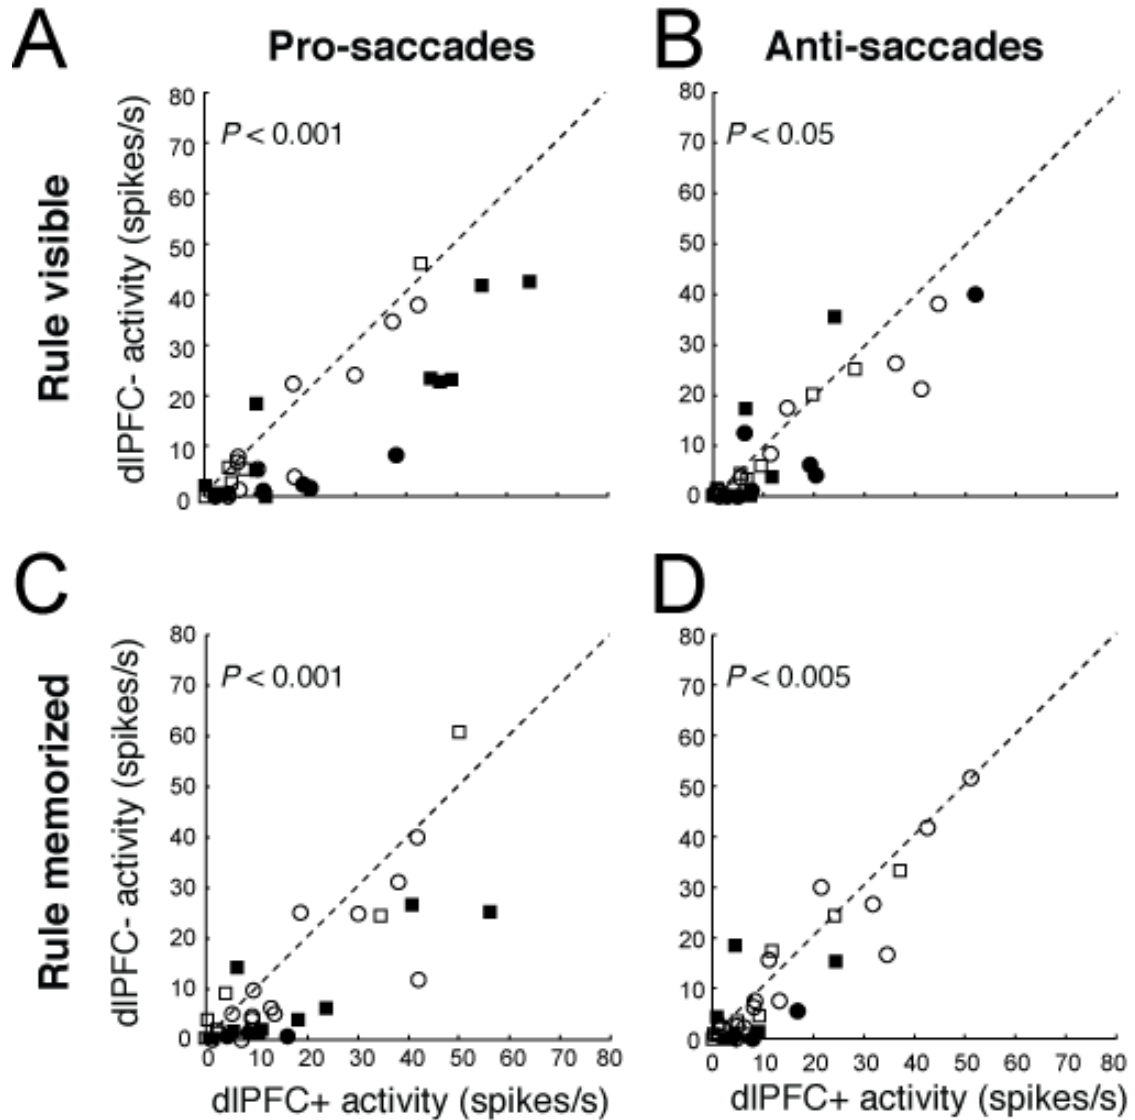 A Pro-saccades B Anti-saccades
Rule visible
dlPFC- activity (spikes/s)
80
70
60
50
40
30
20
10
0
P < 0.001
80
70
60
50
40
30
20
10
0
P < 0.05
C D
Rule memorized
dlPFC- activity (spikes/s)
80
70
60
50
40
30
20
10
0
P < 0.001
0 10 20 30 40 50 60 70 80
dlPFC+ activity (spikes/s)
80
70
60
50
40
30
20
10
0
P < 0.005
0 10 20 30 40 50 60 70 80
dlPFC+ activity (spikes/s)